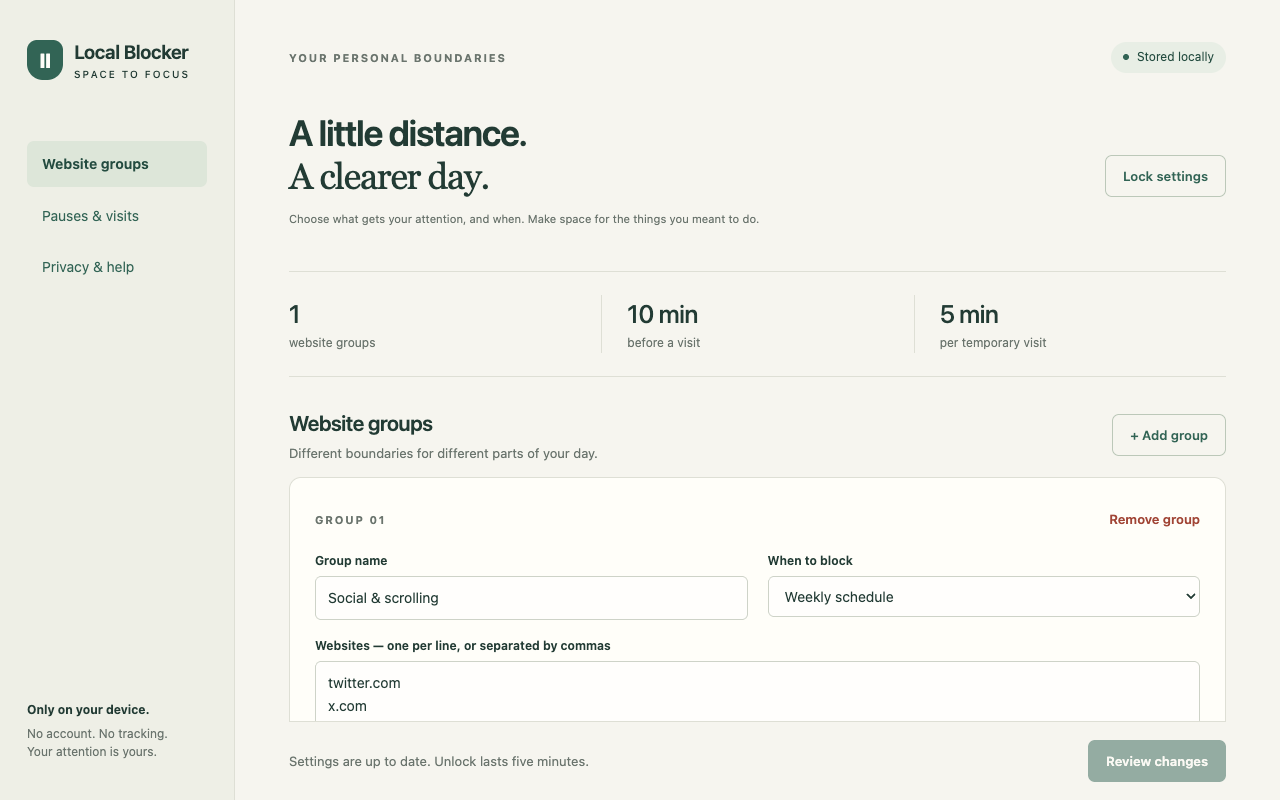 Local Blocker
SPACE TO FOCUS
Website groups
Pauses & visits
Privacy & help
Only on your device.
No account. No tracking.
Your attention is yours.
YOUR PERSONAL BOUNDARIES
Stored locally
A little distance.
A clearer day.
Choose what gets your attention, and when. Make space for the things you meant to do.
Lock settings
1
website groups
10 min
before a visit
5 min
per temporary visit
Website groups
Different boundaries for different parts of your day.
+ Add group
GROUP 01
Remove group
Group name
Social & scrolling
When to block
Weekly schedule
Websites — one per line, or separated by commas
twitter.com
x.com
Settings are up to date. Unlock lasts five minutes.
Review changes